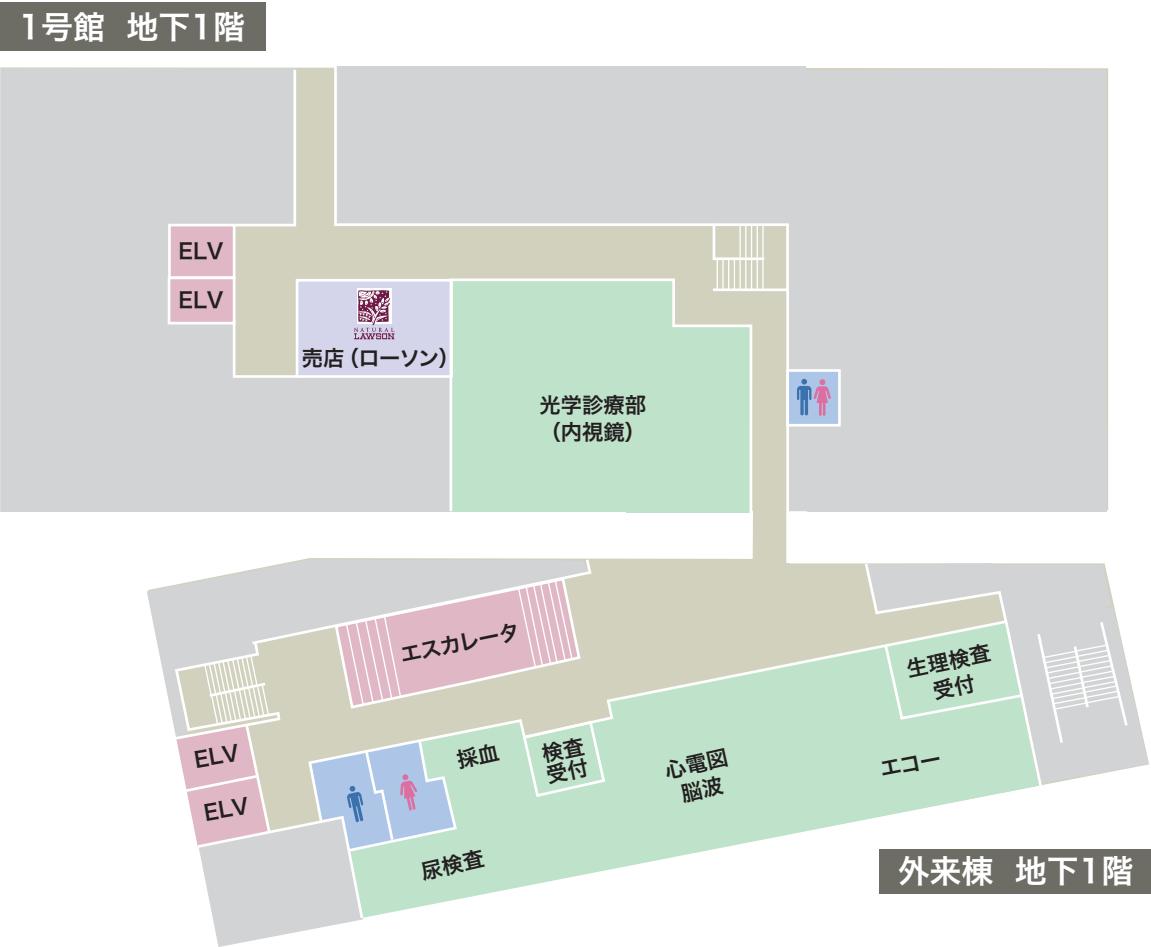 1号館 地下1階
ELV
ELV
NATURAL
LAWSON
売店(ローソン)
光学診療部
(内視鏡)
エスカレータ
生理検査
受付
ELV
ELV
採血
検査
受付
心電図
脳波
エコー
尿検査
外来棟 地下1階